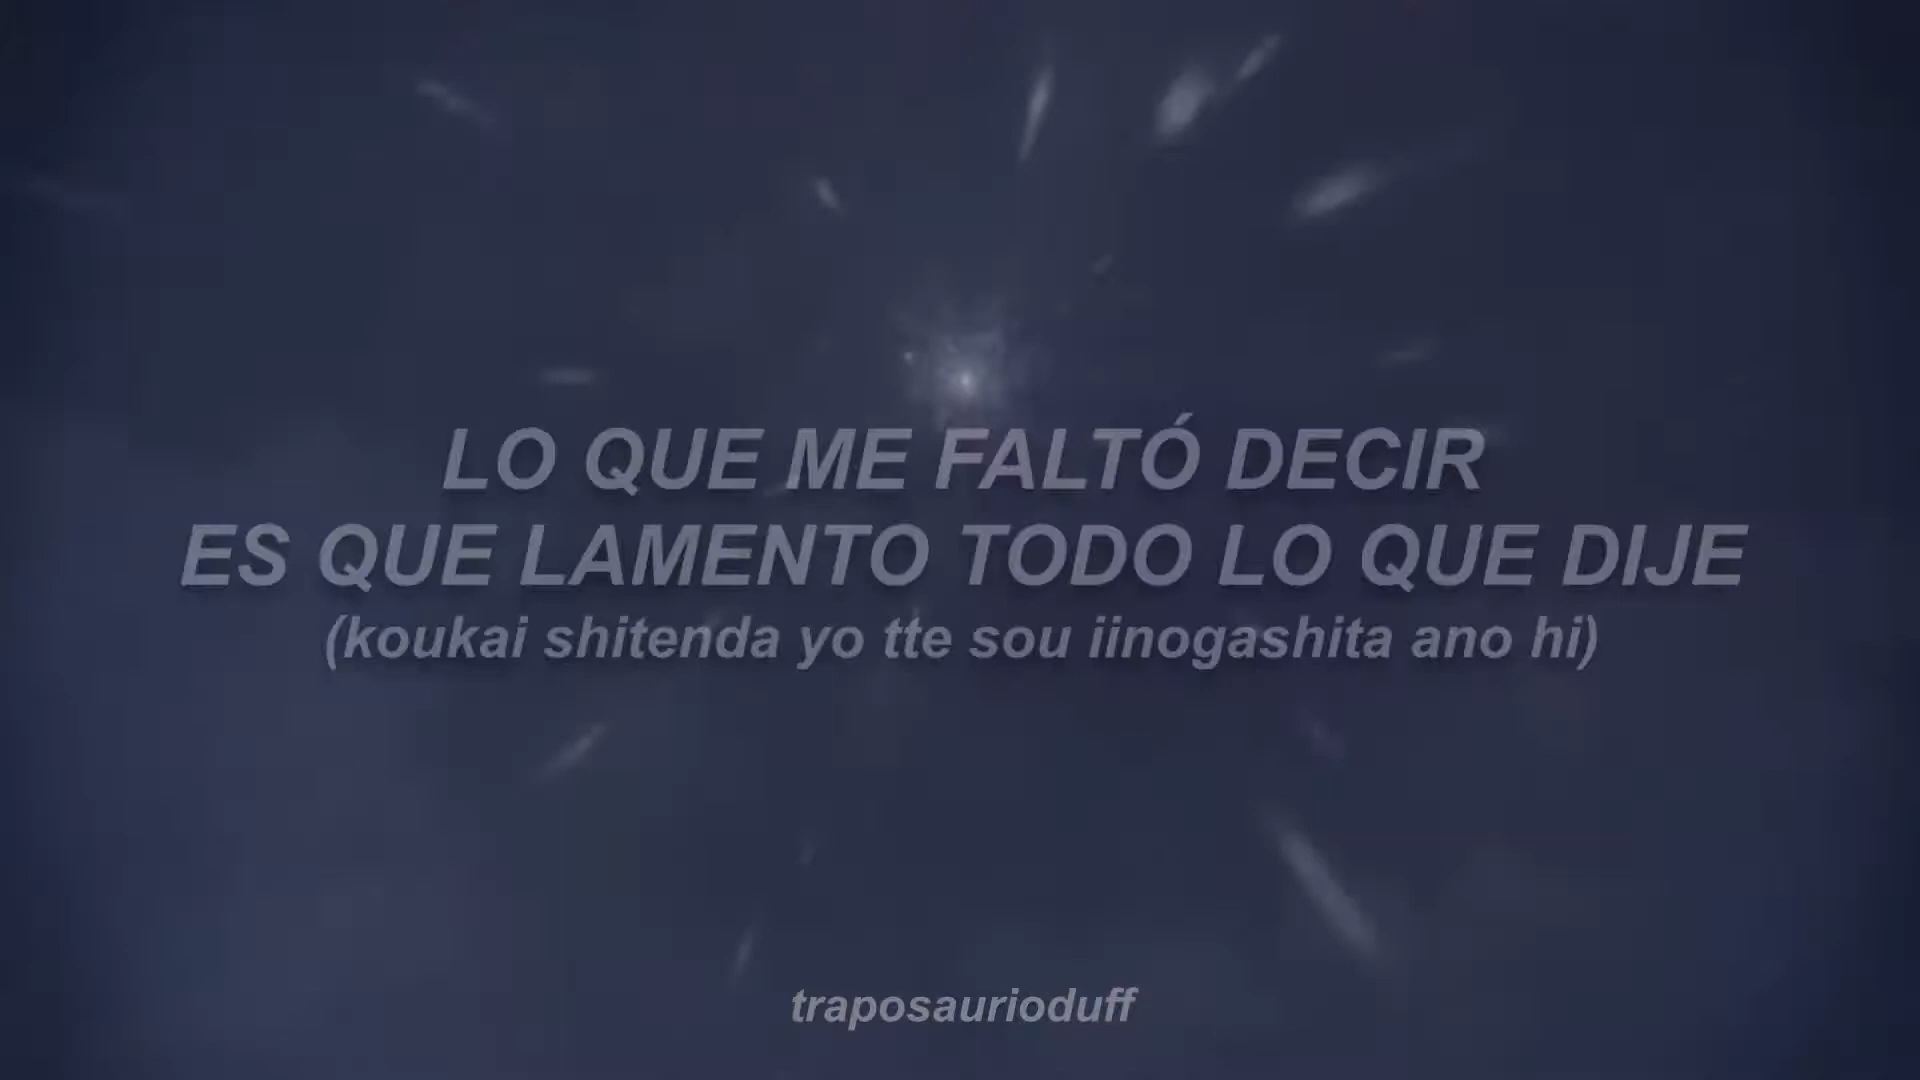 LO QUE ME FALTÓ DECIR
ES QUE LAMENTO TODO LO QUE DIJE
(koukai shitenda yo tte sou iinogashita ano hi)
traposaurioduff